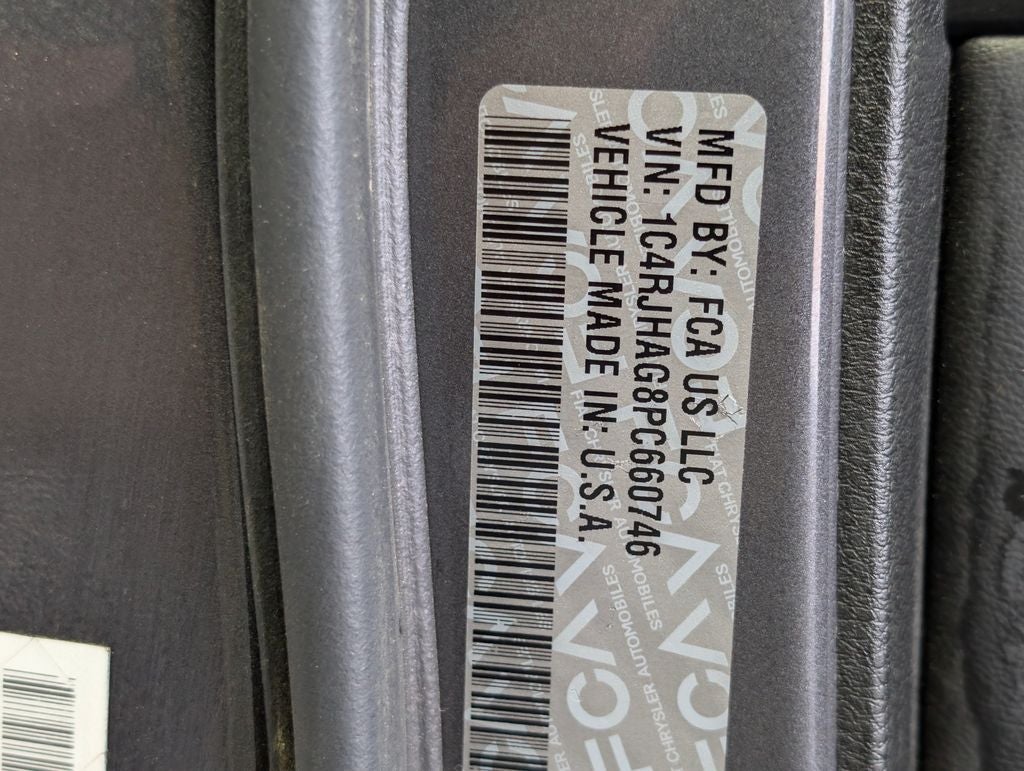 MFD BY: FCA US LLC
VIN: 1C4RJHAG8PC660746
VEHICLE MADE IN: U.S.A.